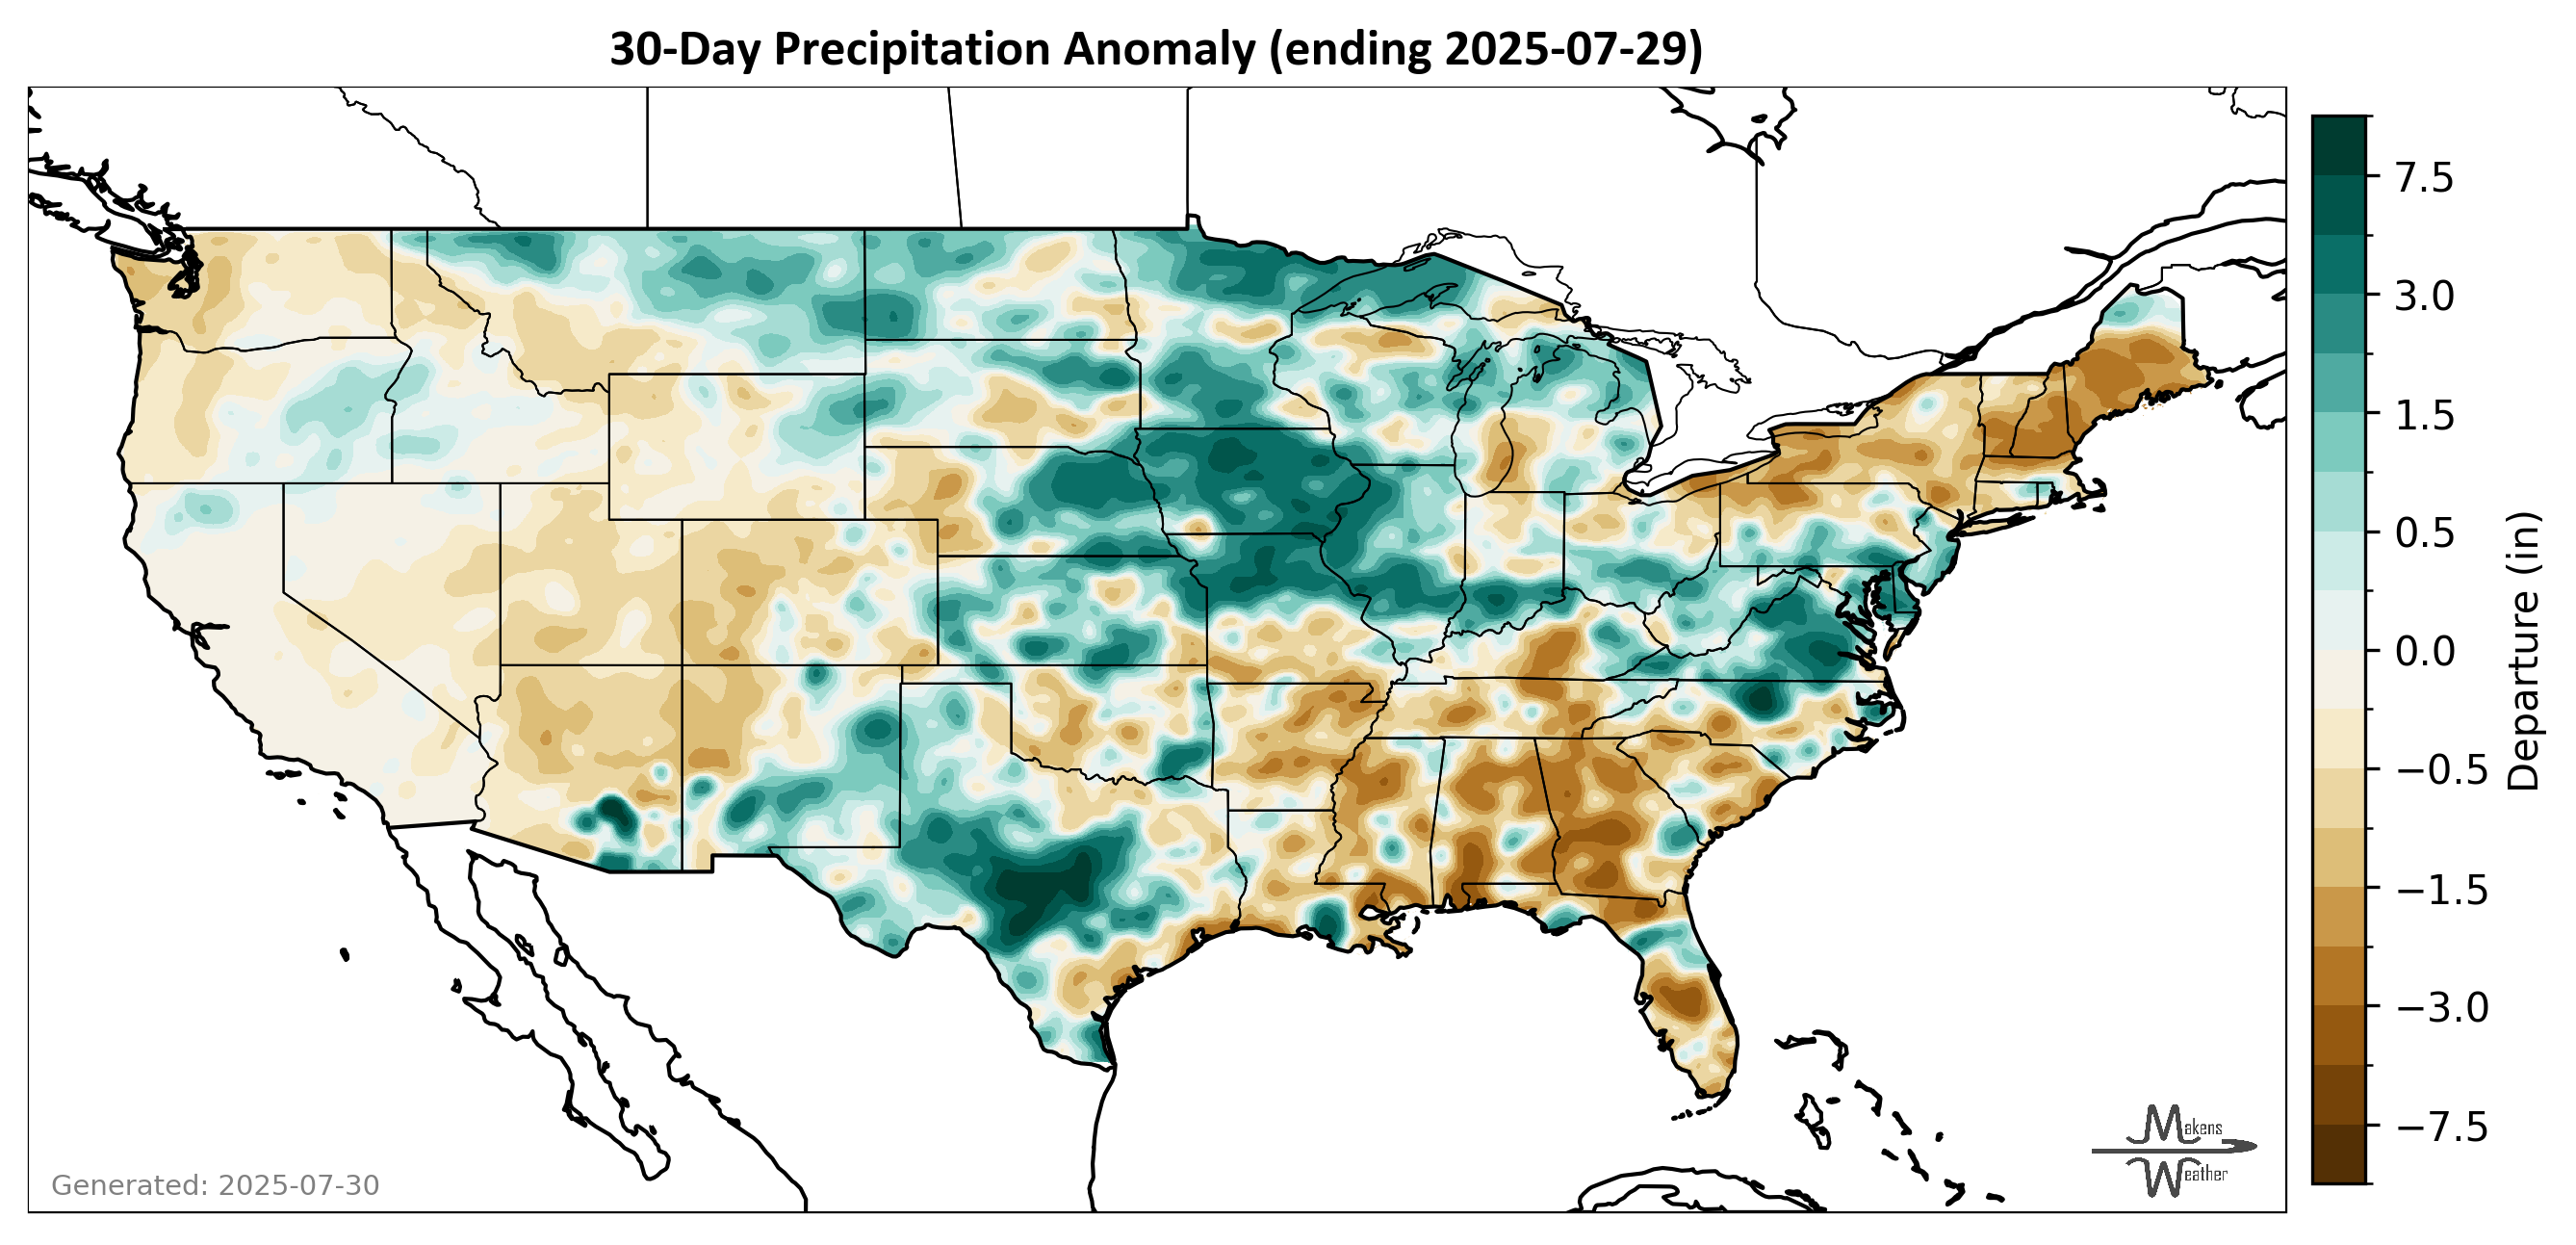 30-Day Precipitation Anomaly (ending 2025-07-29)
7.5
3.0
1.5
0.5
0.0
−0.5
−1.5
−3.0
−7.5
Departure (in)
Generated: 2025-07-30
Makens
Weather